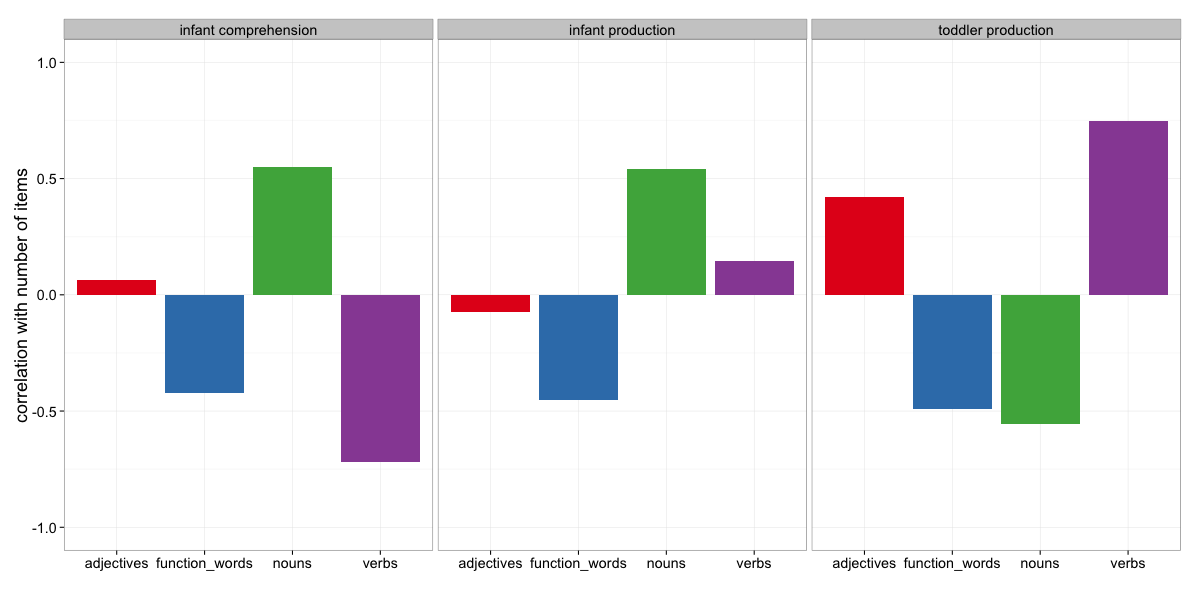 infant comprehension infant production toddler production
correlation with number of items
1.0
0.5
0.0
-0.5
-1.0
adjectives function_words nouns verbs adjectives function_words nouns verbs adjectives function_words nouns verbs